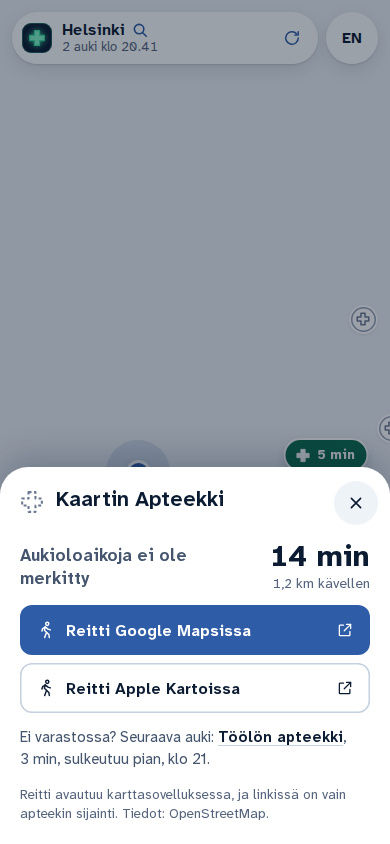 Helsinki
2 auki klo 20.41
EN
5 min
Kaartin Apteekki
Aukioloaikoja ei ole
merkitty
14 min
1,2 km kävellen
Reitti Google Mapsissa
Reitti Apple Kartoissa
Ei varastossa? Seuraava auki: Töölön apteekki,
3 min, sulkeutuu pian, klo 21.
Reitti avautuu karttasovelluksessa, ja linkissä on vain
apteekin sijainti. Tiedot: OpenStreetMap.